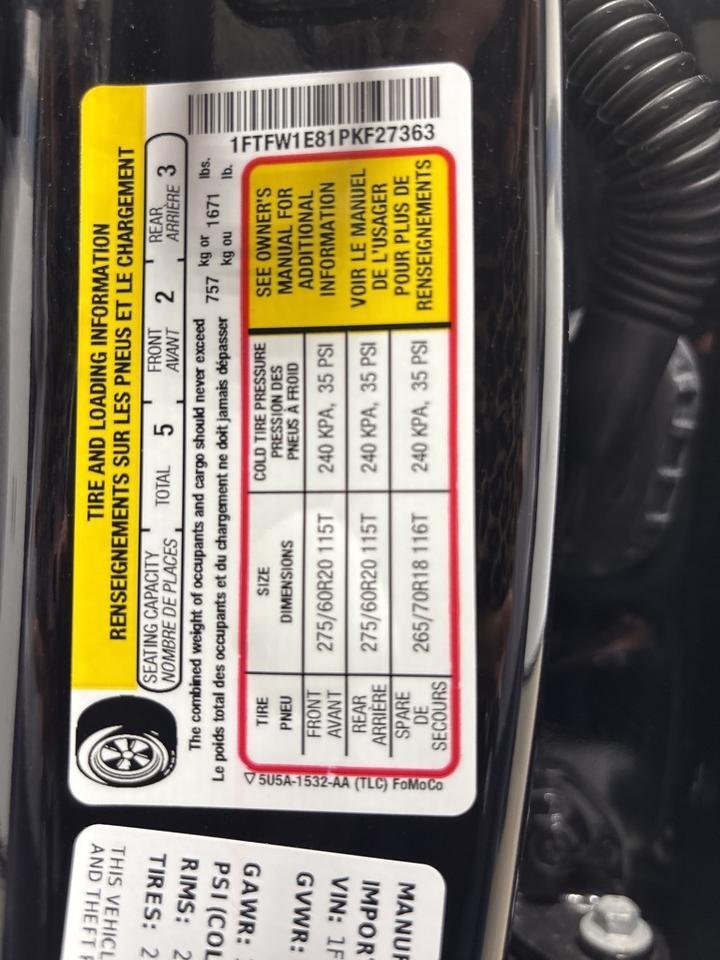 TIRE AND LOADING INFORMATION
RENSEIGNEMENTS SUR LES PNEUS ET LE CHARGEMENT
SEATING CAPACITY
NOMBRE DE PLACES
TOTAL 5
FRONT
AVANT
2
REAR
ARRIÈRE
3
The combined weight of occupants and cargo should never exceed 757 kg or 1671 lbs.
Le poids total des occupants et du chargement ne doit jamais dépasser kg ou lb.
1FTFW1E81PKF27363
TIRE
PNEU
SIZE
DIMENSIONS
COLD TIRE PRESSURE
PRESSION DES
PNEUS À FROID
FRONT
AVANT
275/60R20 115T
240 KPA, 35 PSI
REAR
ARRIÈRE
275/60R20 115T
240 KPA, 35 PSI
SPARE
DE
SECOURS
265/70R18 116T
240 KPA, 35 PSI
SEE OWNER'S
MANUAL FOR
ADDITIONAL
INFORMATION
VOIR LE MANUEL
DE L'USAGER
POUR PLUS DE
RENSEIGNEMENTS
5U5A-1532-AA (TLC) FoMoCo
MANUF
IMPOR
VIN: 1F
GVWR:
GAWR:
PSI (COL
RIMS: 2
TIRES: 2
THIS VEHICL
AND THEFT